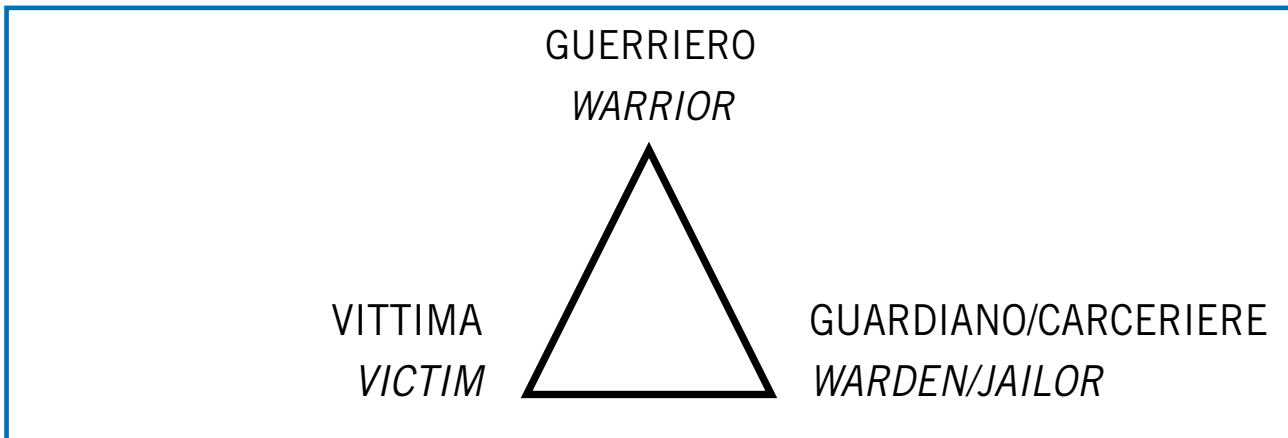 GUERRIERO
WARRIOR
VITTIMA
VICTIM
GUARDIANO/CARCERIERE
WARDEN/JAILOR